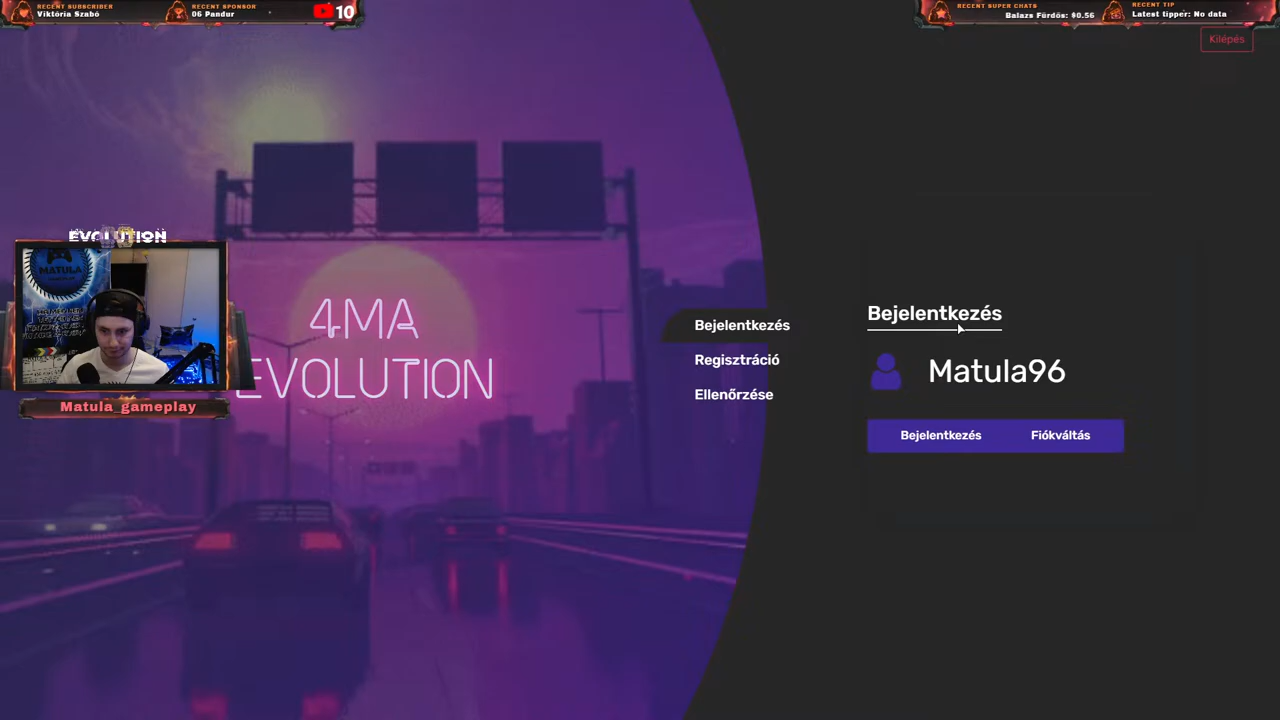 RECENT SUBSCRIBER
Viktória Szabó
RECENT SPONSOR
06 Pandur
10
RECENT SUPER CHATS
Balazs Fürdős: $0.56
RECENT TIP
Latest tipper: No data
Kilépés
EVOLUTION
MATULA
Matula_gameplay
4MA
EVOLUTION
Bejelentkezés
Regisztráció
Ellenőrzése
Bejelentkezés
Matula96
Bejelentkezés
Fiókváltás